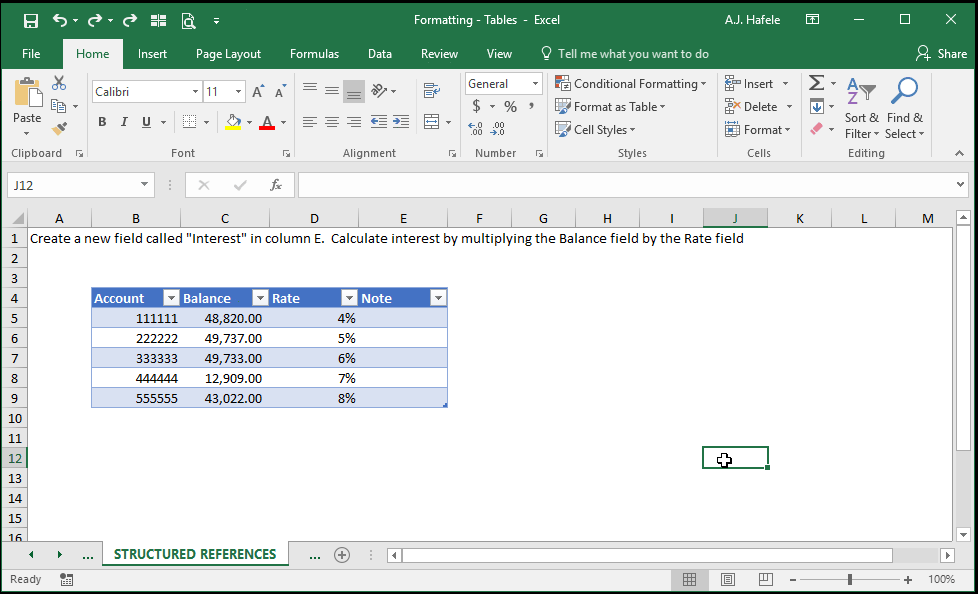 Formatting - Tables - Excel A.J. Hafele
File Home Insert Page Layout Formulas Data Review View Tell me what you want to do Share
Calibri 11 General Conditional Formatting Insert Σ A Z
Paste B I U A $ % , Format as Table Delete Sort & Find &
.00 .00 Cell Styles Format Filter Select
Clipboard Font Alignment Number Styles Cells Editing
J12 fx
A B C D E F G H I J K L M
1 Create a new field called "Interest" in column E. Calculate interest by multiplying the Balance field by the Rate field
2
3
4 Account Balance Rate Note
5 111111 48,820.00 4%
6 222222 49,737.00 5%
7 333333 49,733.00 6%
8 444444 12,909.00 7%
9 555555 43,022.00 8%
10
11
12
13
14
15
16
... STRUCTURED REFERENCES ...
Ready 100%